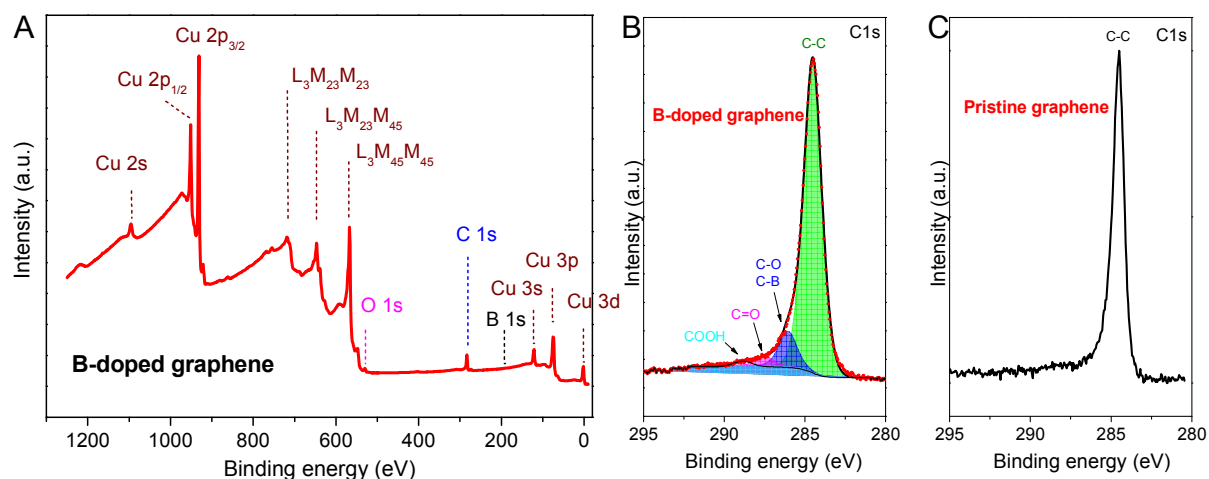 A
Cu 2p3/2
Cu 2p1/2
L3M23M23
L3M23M45
L3M45M45
Cu 2s
C 1s
O 1s
B 1s
Cu 3s
Cu 3p
Cu 3d
B-doped graphene
Intensity (a.u.)
1200 1000 800 600 400 200 0
Binding energy (eV)
B
C1s
C-C
B-doped graphene
C-O
C-B
C=O
COOH
Intensity (a.u.)
295 290 285 280
Binding energy (eV)
C
C1s
C-C
Pristine graphene
Intensity (a.u.)
295 290 285 280
Binding energy (eV)